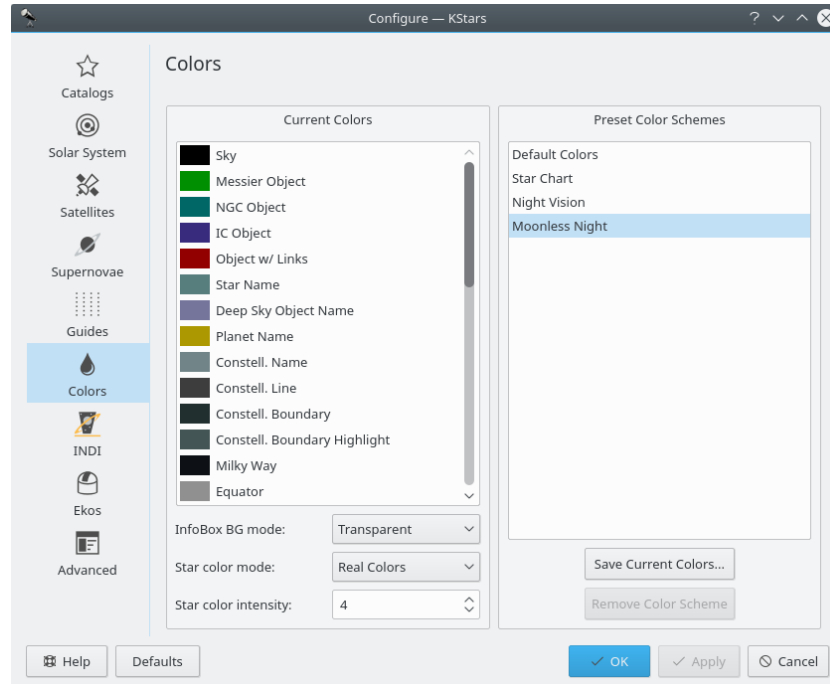 Configure — KStars
Catalogs
Solar System
Satellites
Supernovae
Guides
Colors
INDI
Ekos
Advanced
Colors
Current Colors
Sky
Messier Object
NGC Object
IC Object
Object w/ Links
Star Name
Deep Sky Object Name
Planet Name
Constell. Name
Constell. Line
Constell. Boundary
Constell. Boundary Highlight
Milky Way
Equator
InfoBox BG mode: Transparent
Star color mode: Real Colors
Star color intensity: 4
Preset Color Schemes
Default Colors
Star Chart
Night Vision
Moonless Night
Save Current Colors...
Remove Color Scheme
Help Defaults OK Apply Cancel